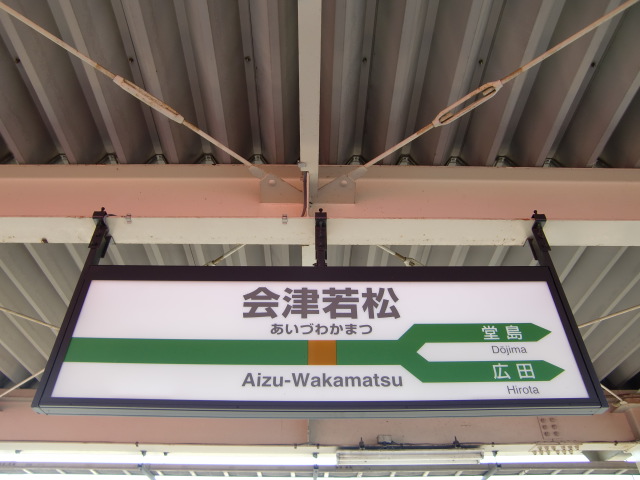 会津若松
あいづわかまつ
Aizu-Wakamatsu
堂島
Dōjima
広田
Hirota